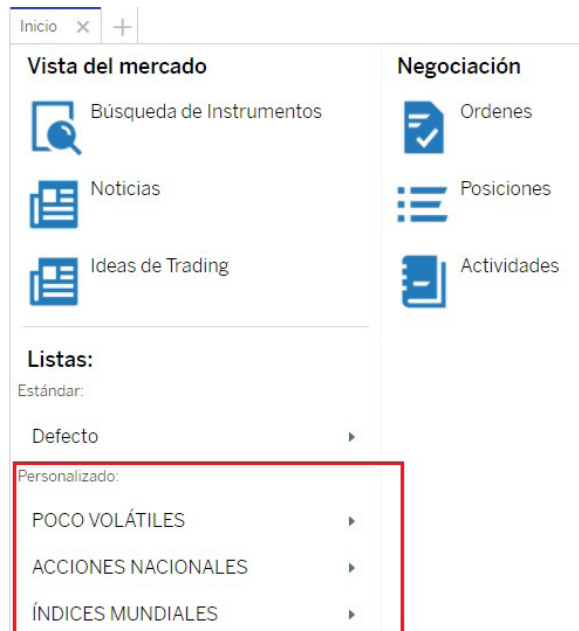 Inicio
Vista del mercado
Búsqueda de Instrumentos
Noticias
Ideas de Trading
Negociación
Ordenes
Posiciones
Actividades
Listas:
Estándar:
Defecto
Personalizado:
POCO VOLÁTILES
ACCIONES NACIONALES
ÍNDICES MUNDIALES